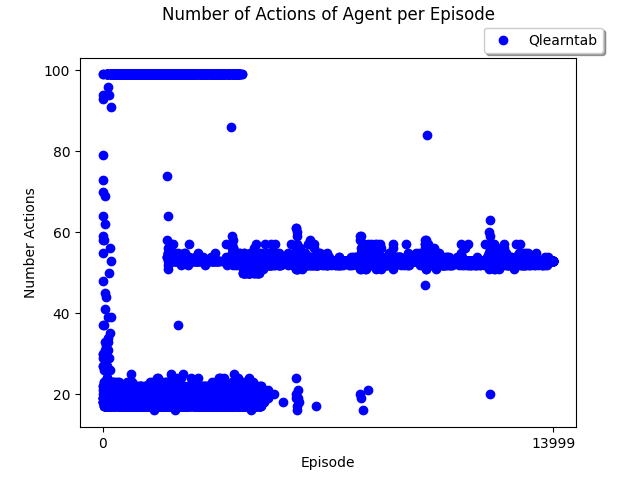 Number of Actions of Agent per Episode
Qlearntab
100
80
60
40
20
Number Actions
0
13999
Episode